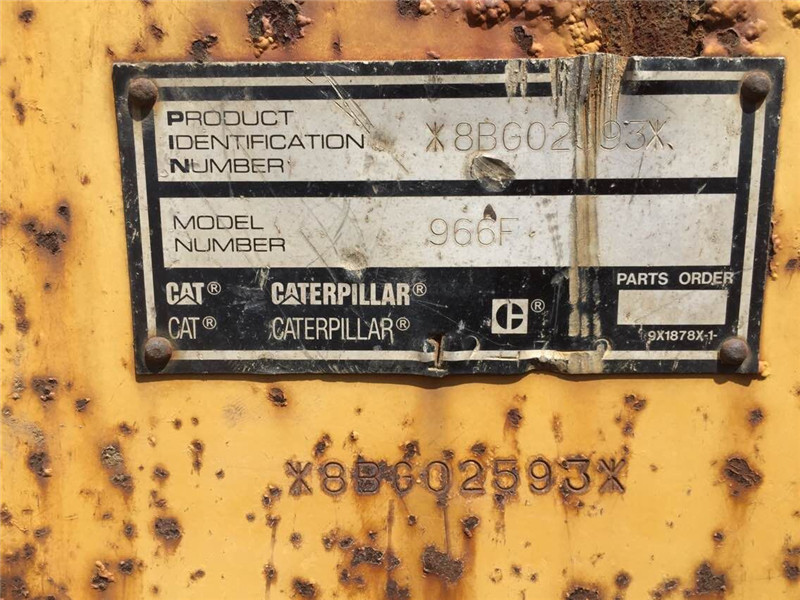 PRODUCT
IDENTIFICATION
NUMBER
*8BG02593*
MODEL
NUMBER
966F
CAT® CATERPILLAR®
CAT® CATERPILLAR®
C®
PARTS ORDER
9X1878X-1-
*8BG02593*